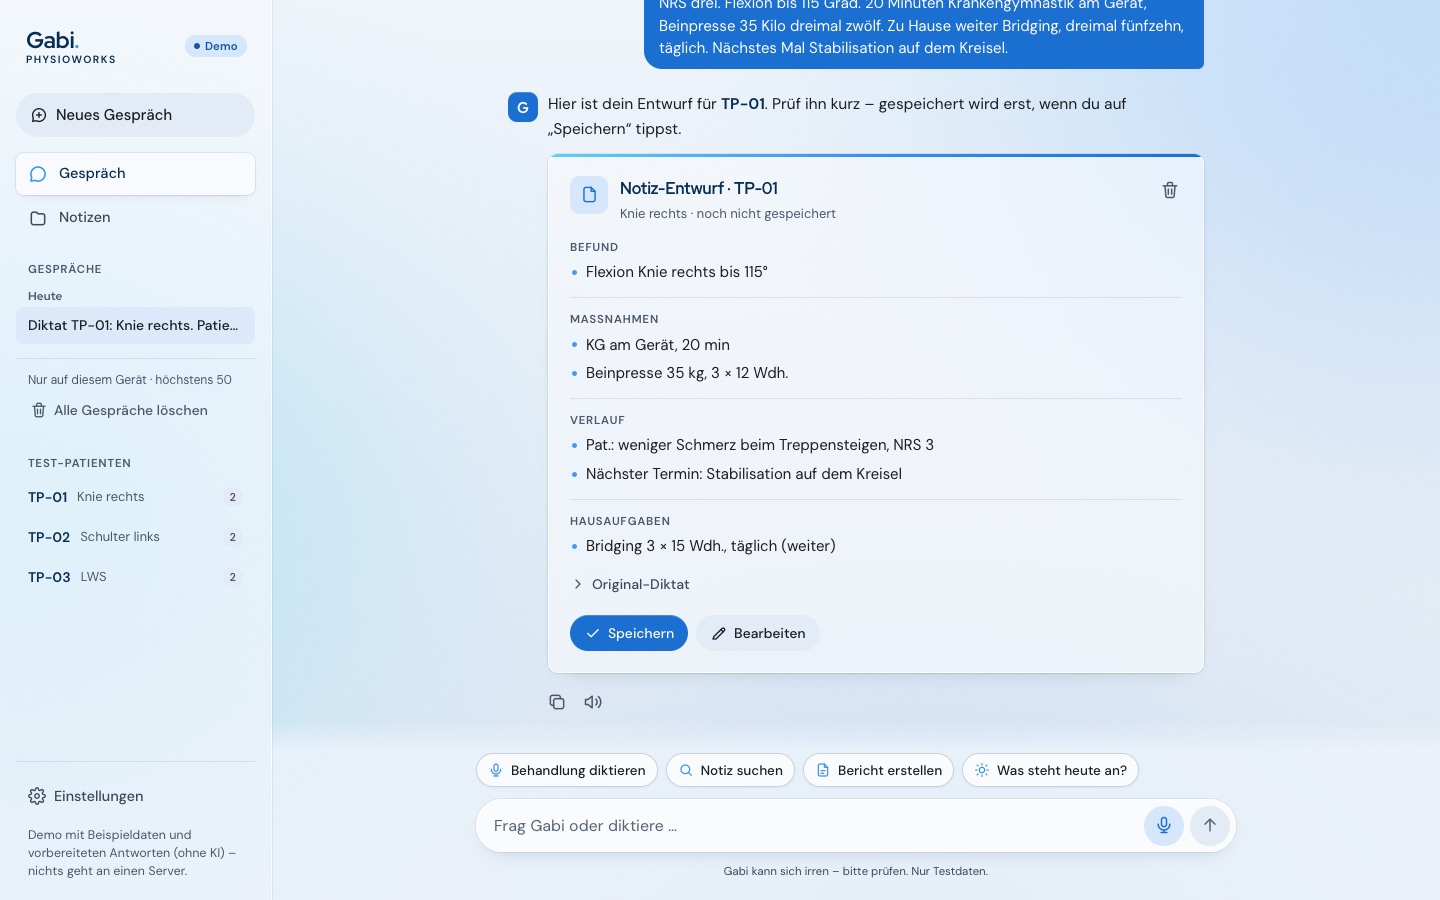 Gabi.
PHYSIOWORKS
Demo
Neues Gespräch
Gespräch
Notizen
GESPRÄCHE
Heute
Diktat TP-01: Knie rechts. Patie...
Nur auf diesem Gerät · höchstens 50
Alle Gespräche löschen
TEST-PATIENTEN
TP-01 Knie rechts 2
TP-02 Schulter links 2
TP-03 LWS 2
Einstellungen
Demo mit Beispieldaten und
vorbereiteten Antworten (ohne KI) –
nichts geht an einen Server.
NRS drei. Flexion bis 115 Grad. 20 Minuten Krankengymnastik am Gerät,
Beinpresse 35 Kilo dreimal zwölf. Zu Hause weiter Bridging, dreimal fünfzehn,
täglich. Nächstes Mal Stabilisation auf dem Kreisel.
G
Hier ist dein Entwurf für TP-01. Prüf ihn kurz – gespeichert wird erst, wenn du auf
„Speichern“ tippst.
Notiz-Entwurf · TP-01
Knie rechts · noch nicht gespeichert
BEFUND
• Flexion Knie rechts bis 115°
MASSNAHMEN
• KG am Gerät, 20 min
• Beinpresse 35 kg, 3 × 12 Wdh.
VERLAUF
• Pat.: weniger Schmerz beim Treppensteigen, NRS 3
• Nächster Termin: Stabilisation auf dem Kreisel
HAUSAUFGABEN
• Bridging 3 × 15 Wdh., täglich (weiter)
Original-Diktat
Speichern
Bearbeiten
Behandlung diktieren
Notiz suchen
Bericht erstellen
Was steht heute an?
Frag Gabi oder diktiere ...
Gabi kann sich irren – bitte prüfen. Nur Testdaten.